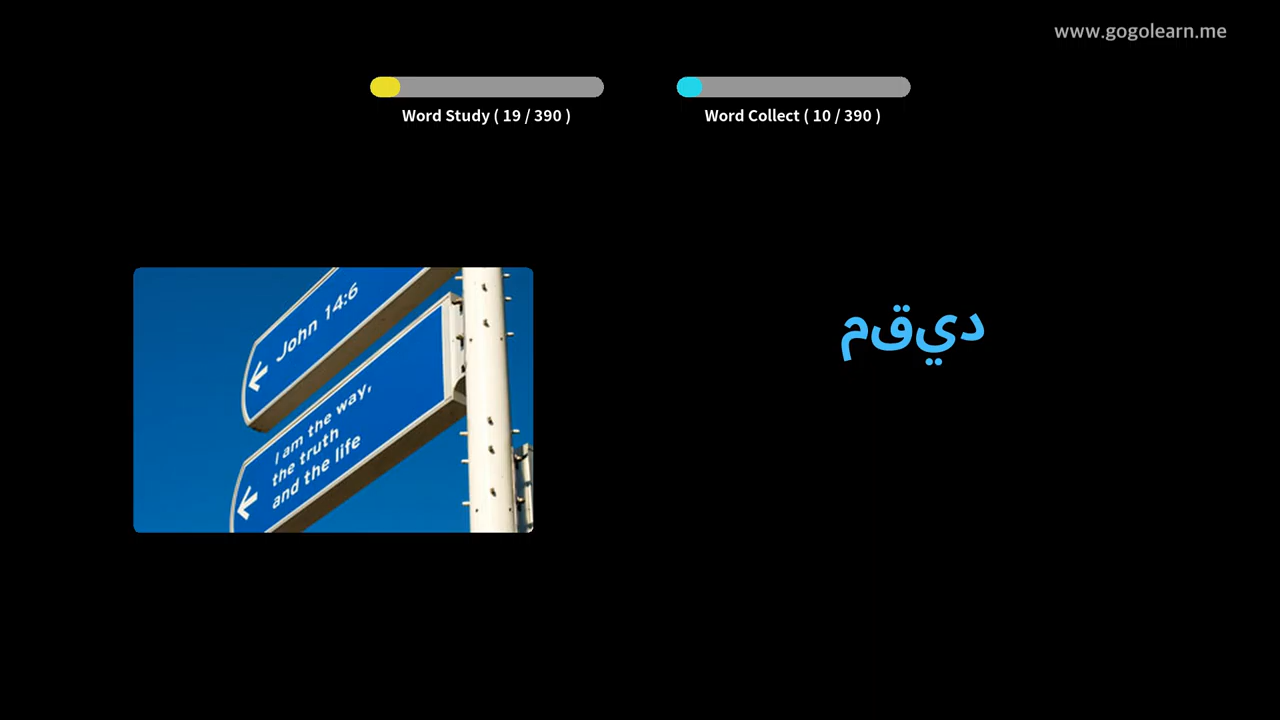 www.gogolearn.me
Word Study ( 19 / 390 )
Word Collect ( 10 / 390 )
John 14:6
I am the way,
the truth
and the life
ديقم